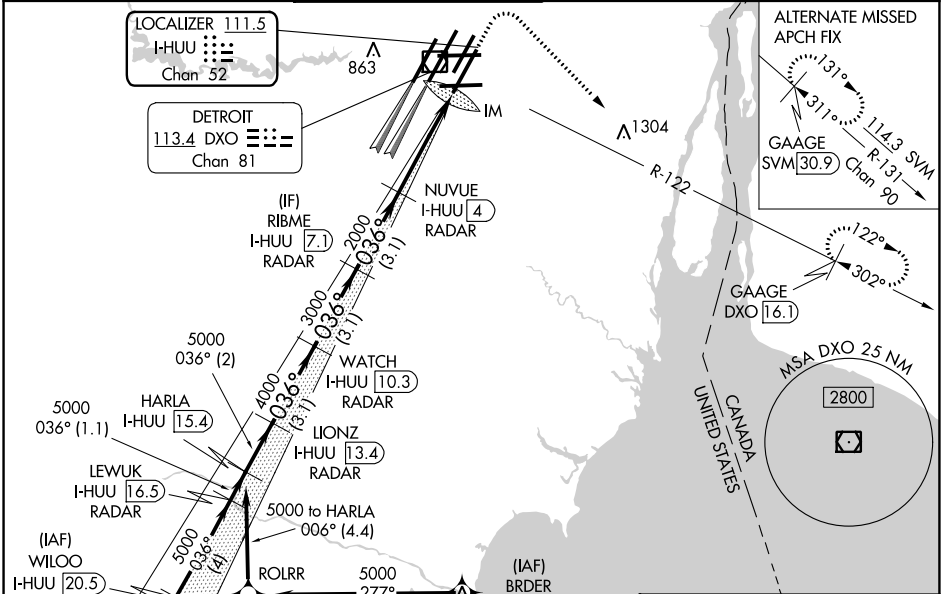 LOCALIZER 111.5
I-HUU
Chan 52
863
DETROIT
113.4 DXO
Chan 81
IM
1304
ALTERNATE MISSED
APCH FIX
131°
311°
114.3 SVM
R-131
Chan 90
GAAGE
SVM 30.9
R-122
NUVUE
I-HUU 4
RADAR
(IF)
RIBME
I-HUU 7.1
RADAR
2000
036°
(3.1)
122°
302°
GAAGE
DXO 16.1
3000
036°
(3.1)
5000
036° (2)
WATCH
I-HUU 10.3
RADAR
MSA DXO 25 NM
2800
CANADA
UNITED STATES
4000
036°
(3.1)
HARLA
I-HUU 15.4
5000
036° (1.1)
LIONZ
I-HUU 13.4
RADAR
LEWUK
I-HUU 16.5
RADAR
5000 to HARLA
006° (4.4)
5000
036°
(4)
(IAF)
WILOO
I-HUU 20.5
ROLRR
5000
277°
(IAF)
BRDER